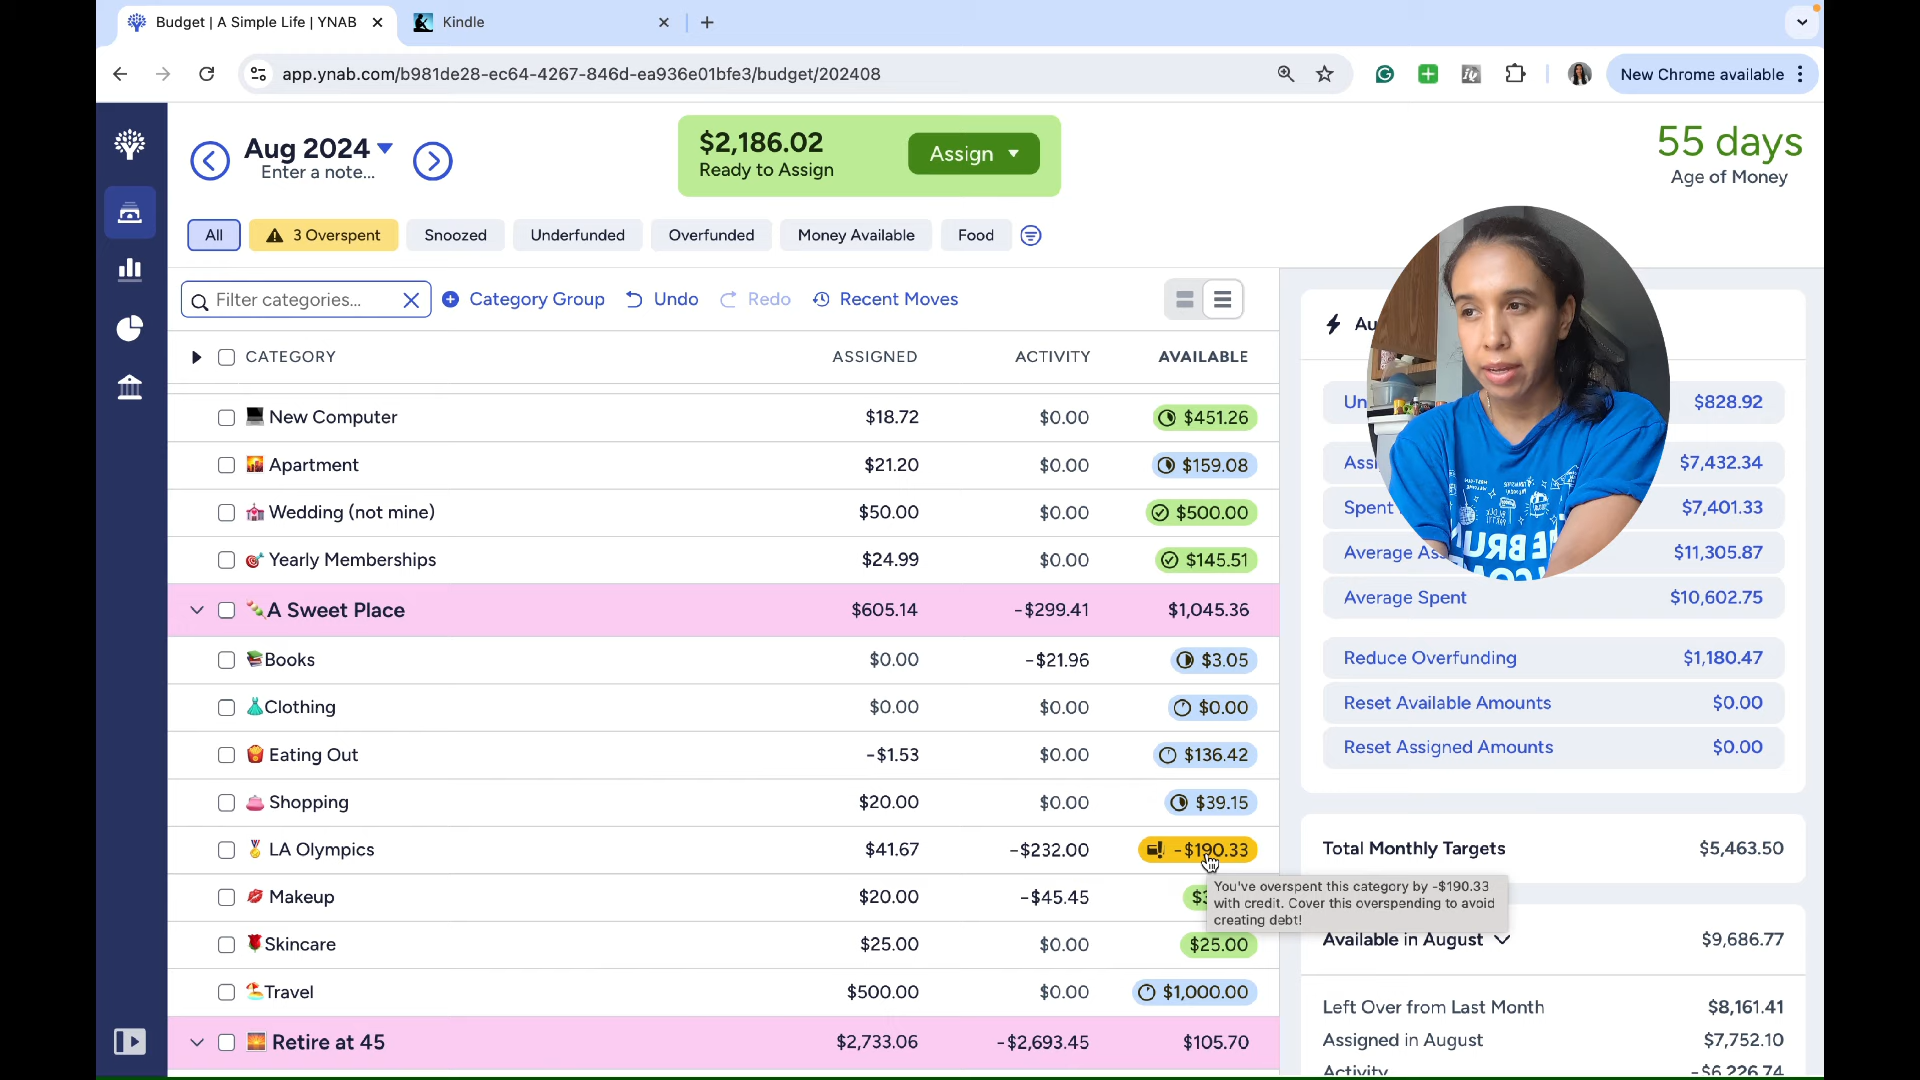 Budget | A Simple Life | YNAB
Kindle
app.ynab.com/b981de28-ec64-4267-846d-ea936e01bfe3/budget/202408
New Chrome available
Aug 2024
Enter a note...
$2,186.02
Ready to Assign
Assign
55 days
Age of Money
All
3 Overspent
Snoozed
Underfunded
Overfunded
Money Available
Food
Filter categories...
Category Group
Undo
Redo
Recent Moves
CATEGORY ASSIGNED ACTIVITY AVAILABLE
New Computer $18.72 $0.00 $451.26
Apartment $21.20 $0.00 $159.08
Wedding (not mine) $50.00 $0.00 $500.00
Yearly Memberships $24.99 $0.00 $145.51
A Sweet Place $605.14 -$299.41 $1,045.36
Books $0.00 -$21.96 $3.05
Clothing $0.00 $0.00 $0.00
Eating Out -$1.53 $0.00 $136.42
Shopping $20.00 $0.00 $39.15
LA Olympics $41.67 -$232.00 -$190.33
Makeup $20.00 -$45.45
Skincare $25.00 $0.00 $25.00
Travel $500.00 $0.00 $1,000.00
Retire at 45 $2,733.06 -$2,693.45 $105.70
You've overspent this category by -$190.33
with credit. Cover this overspending to avoid
creating debt!
$828.92
$7,432.34
Spent $7,401.33
Average $11,305.87
Average Spent $10,602.75
Reduce Overfunding $1,180.47
Reset Available Amounts $0.00
Reset Assigned Amounts $0.00
Total Monthly Targets $5,463.50
Available in August $9,686.77
Left Over from Last Month $8,161.41
Assigned in August $7,752.10
Activity -$6,226.74